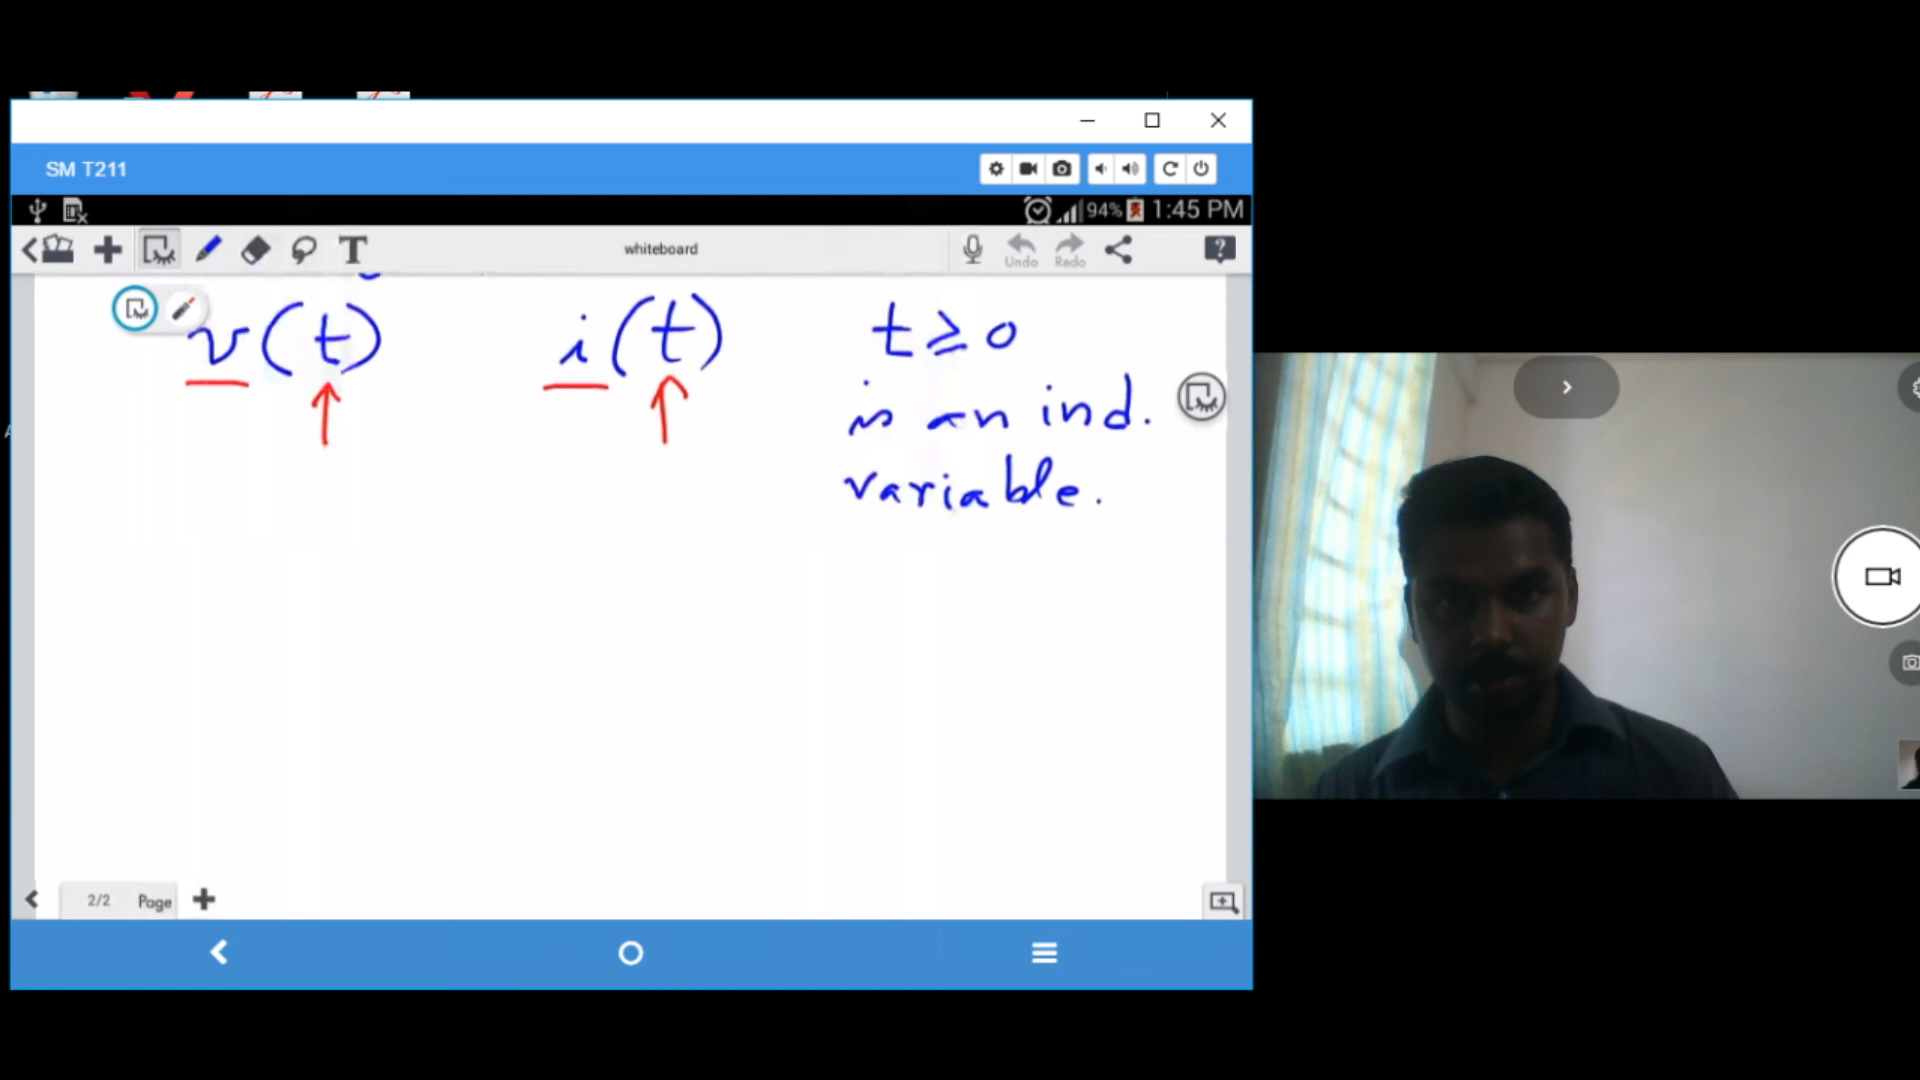 SM T211
94% 1:45 PM
T whiteboard Undo Redo
v(t) i(t) t ≥ 0
is an ind.
variable.
2/2 Page